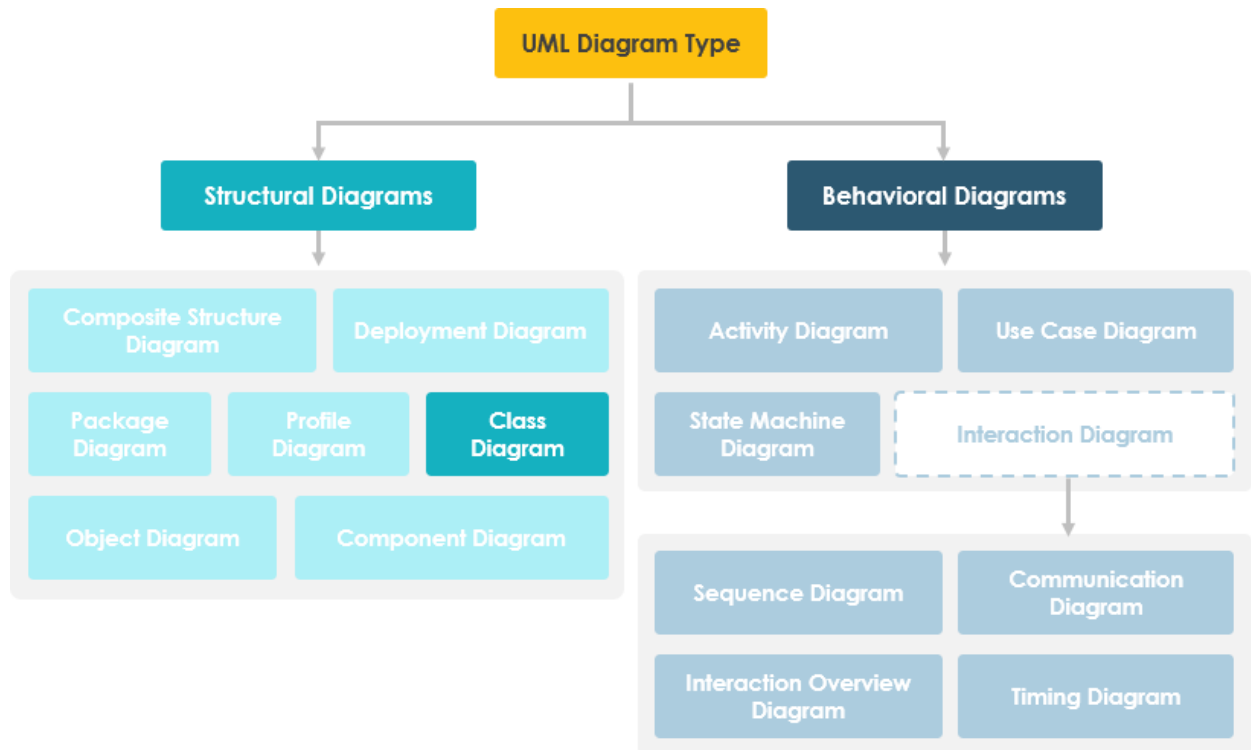 UML Diagram Type
Structural Diagrams
Behavioral Diagrams
Composite Structure
Diagram
Deployment Diagram
Package
Diagram
Profile
Diagram
Class
Diagram
Object Diagram
Component Diagram
Activity Diagram
Use Case Diagram
State Machine
Diagram
Interaction Diagram
Sequence Diagram
Communication
Diagram
Interaction Overview
Diagram
Timing Diagram